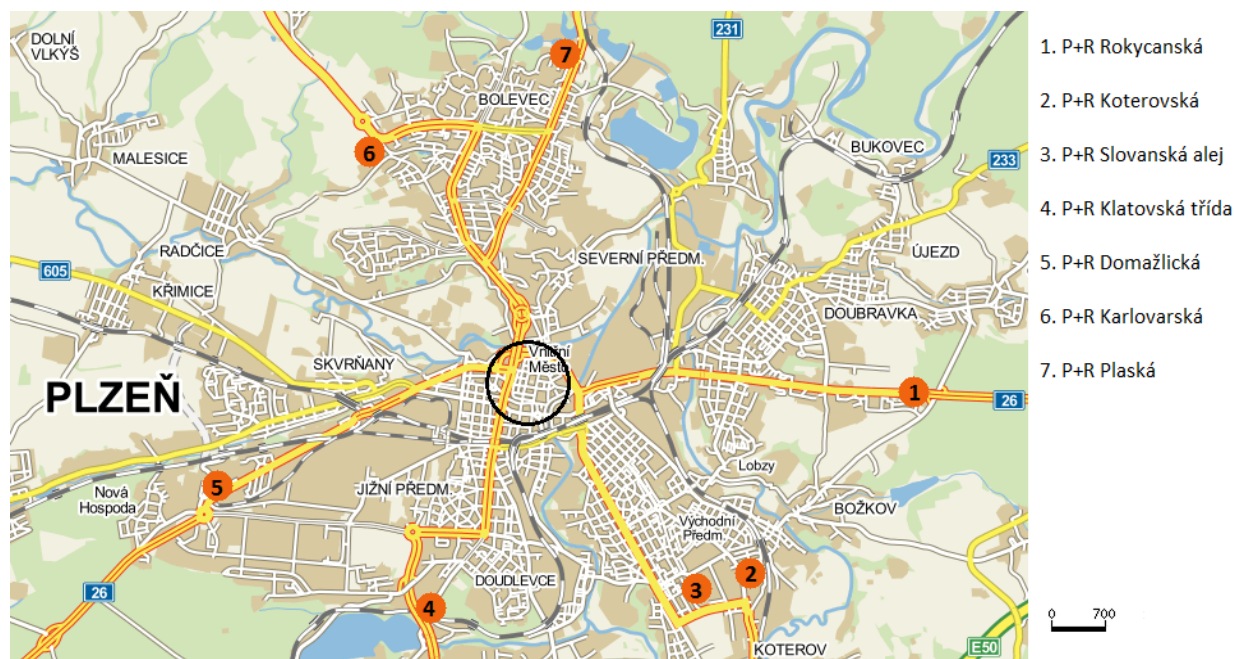 DOLNÍ
VLKÝŠ
7
231
BOLEVEC
6
MALESICE
BUKOVEC
233
RADČICE
SEVERNÍ PŘEDM.
ÚJEZD
605
KŘIMICE
DOUBRAVKA
SKVRŇANY
Vnitřní
Město
PLZEŇ
1
26
Lobzy
5
Nová
Hospoda
JIŽNÍ PŘEDM.
BOŽKOV
Východní
Předm.
DOUDLEVCE
2
3
26
4
KOTEROV
E50
1. P+R Rokycanská
2. P+R Koterovská
3. P+R Slovanská alej
4. P+R Klatovská třída
5. P+R Domažlická
6. P+R Karlovarská
7. P+R Plaská
0 700